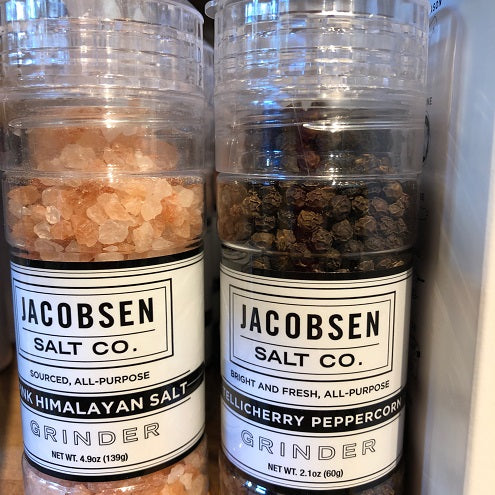 JACOBSEN
SALT CO.
SOURCED, ALL-PURPOSE
NK HIMALAYAN SALT
GRINDER
NET WT. 4.9oz (139g)
JACOBSEN
SALT CO.
BRIGHT AND FRESH, ALL-PURPOSE
ELLICHERRY PEPPERCORN
GRINDER
NET WT. 2.1oz (60g)